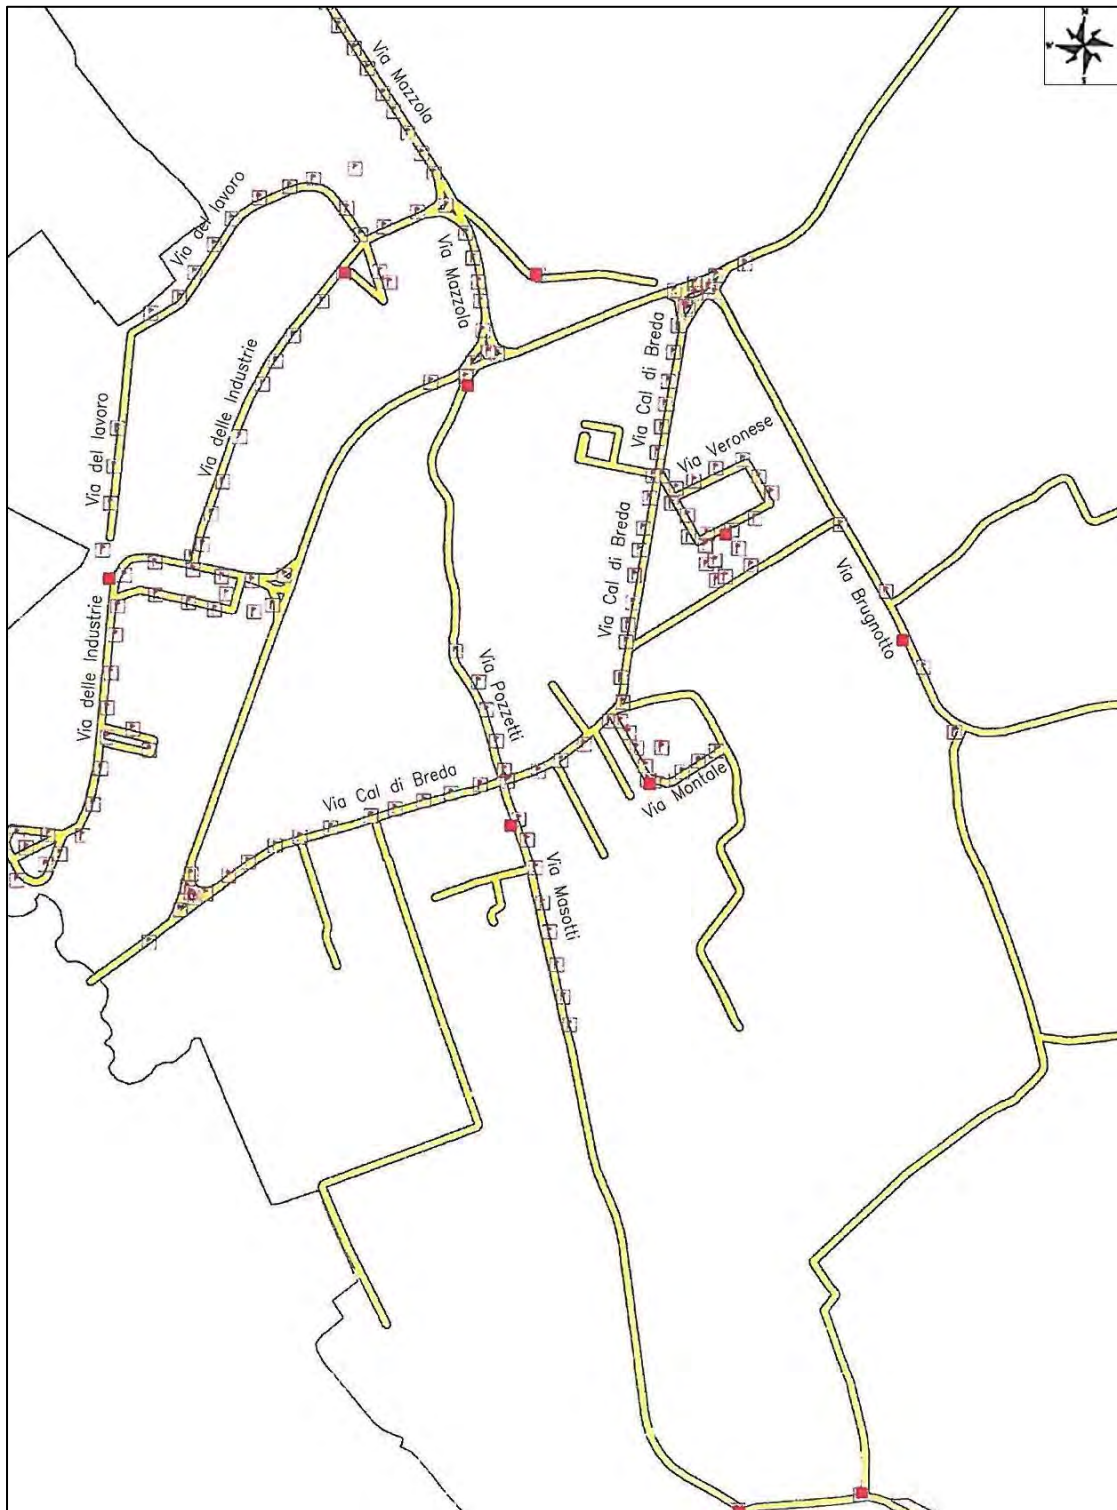 Via Mazzola
Via del lavoro
Via Mazzola
Via Cal di Breda
Via delle Industrie
Via Veronese
Via del lavoro
Via Cal di Breda
Via Brugnotto
Via delle Industrie
Via Pozzetti
Via Cal di Breda
Via Montale
Via Masotti